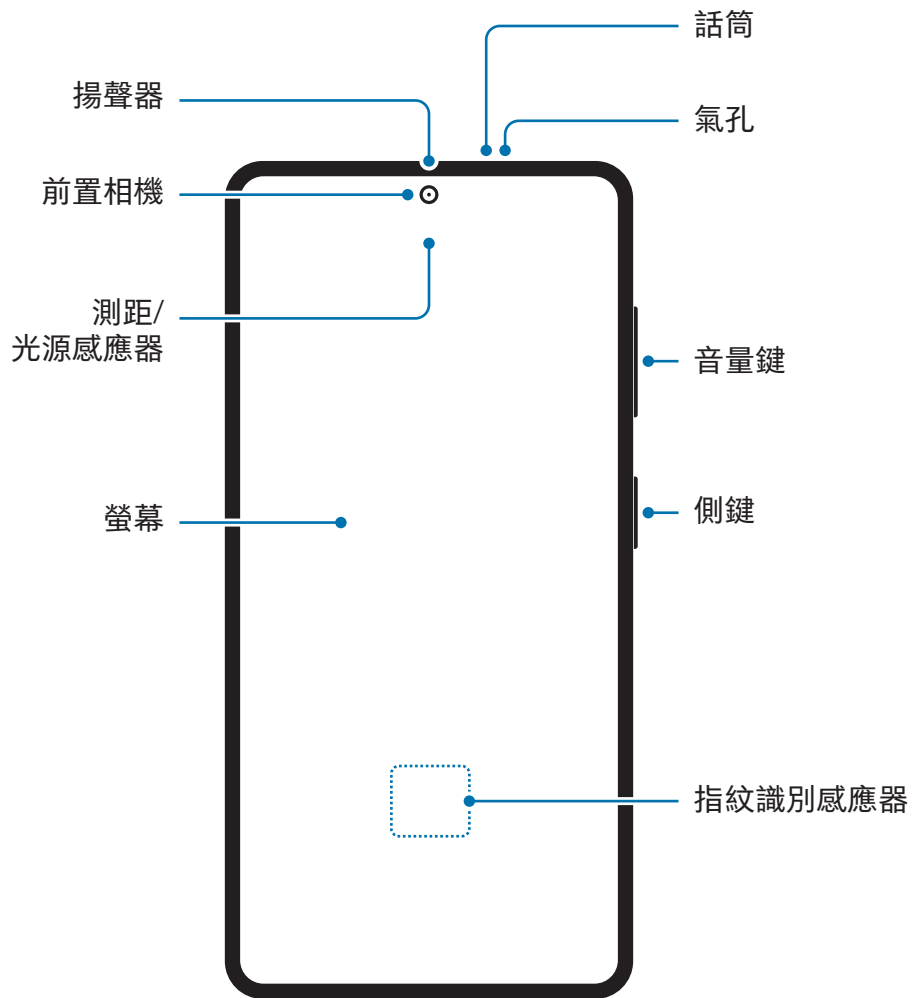 話筒
揚聲器
氣孔
前置相機
測距/
光源感應器
音量鍵
螢幕
側鍵
指紋識別感應器